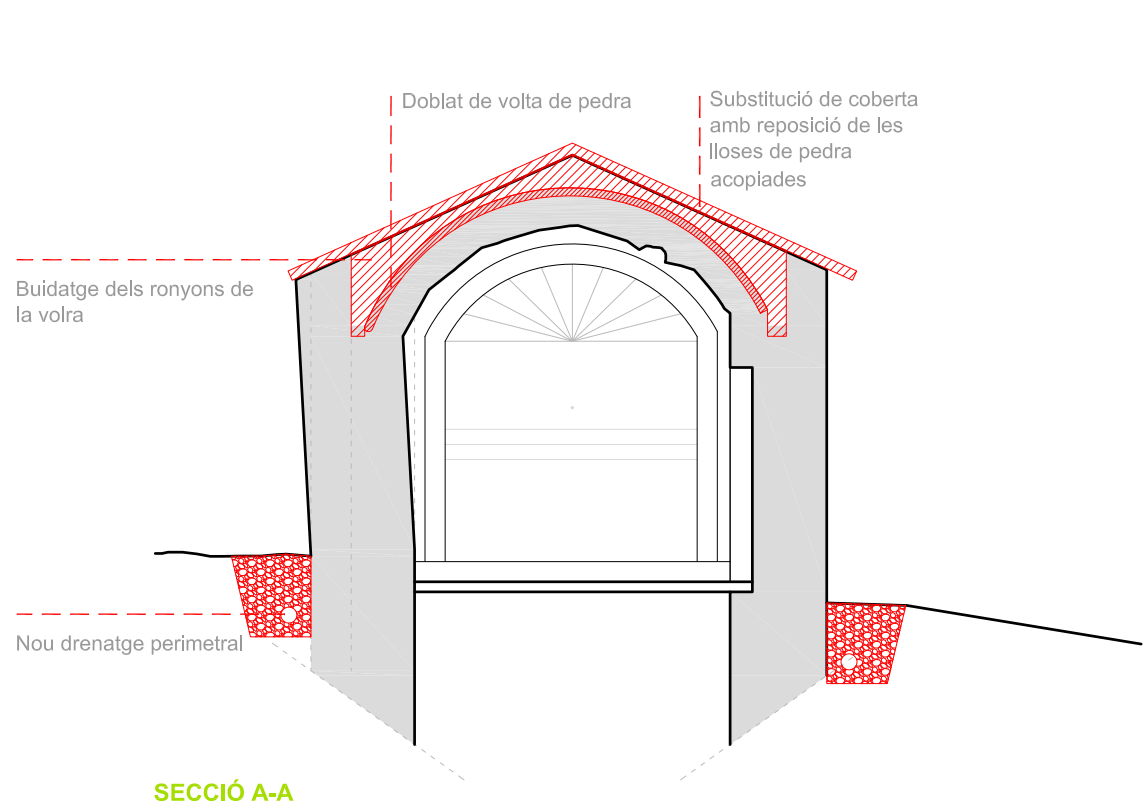 Doblat de volta de pedra
Substitució de coberta
amb reposició de les
lloses de pedra
acopiades
Buidatge dels ronyons de
la volra
Nou drenatge perimetral
SECCIÓ A-A